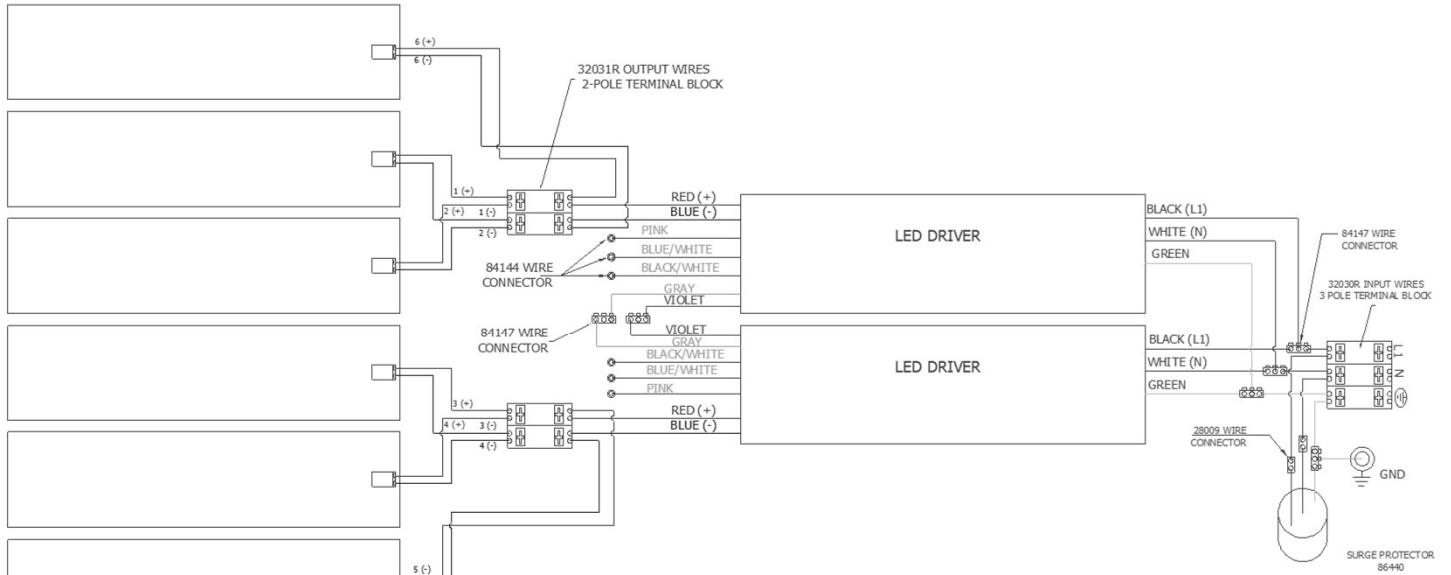 6 (+)
6 (-)
32031R OUTPUT WIRES
2-POLE TERMINAL BLOCK
1 (+)
2 (+)
1 (-)
2 (-)
RED (+)
BLUE (-)
PINK
BLUE/WHITE
BLACK/WHITE
GRAY
VIOLET
84144 WIRE
CONNECTOR
84147 WIRE
CONNECTOR
LED DRIVER
BLACK (L1)
WHITE (N)
GREEN
84147 WIRE
CONNECTOR
32030R INPUT WIRES
3 POLE TERMINAL BLOCK
L1
N
VIOLET
GRAY
BLACK/WHITE
BLUE/WHITE
PINK
RED (+)
BLUE (-)
LED DRIVER
BLACK (L1)
WHITE (N)
GREEN
3 (+)
4 (+)
3 (-)
4 (-)
28009 WIRE
CONNECTOR
GND
SURGE PROTECTOR
86440
5 (-)